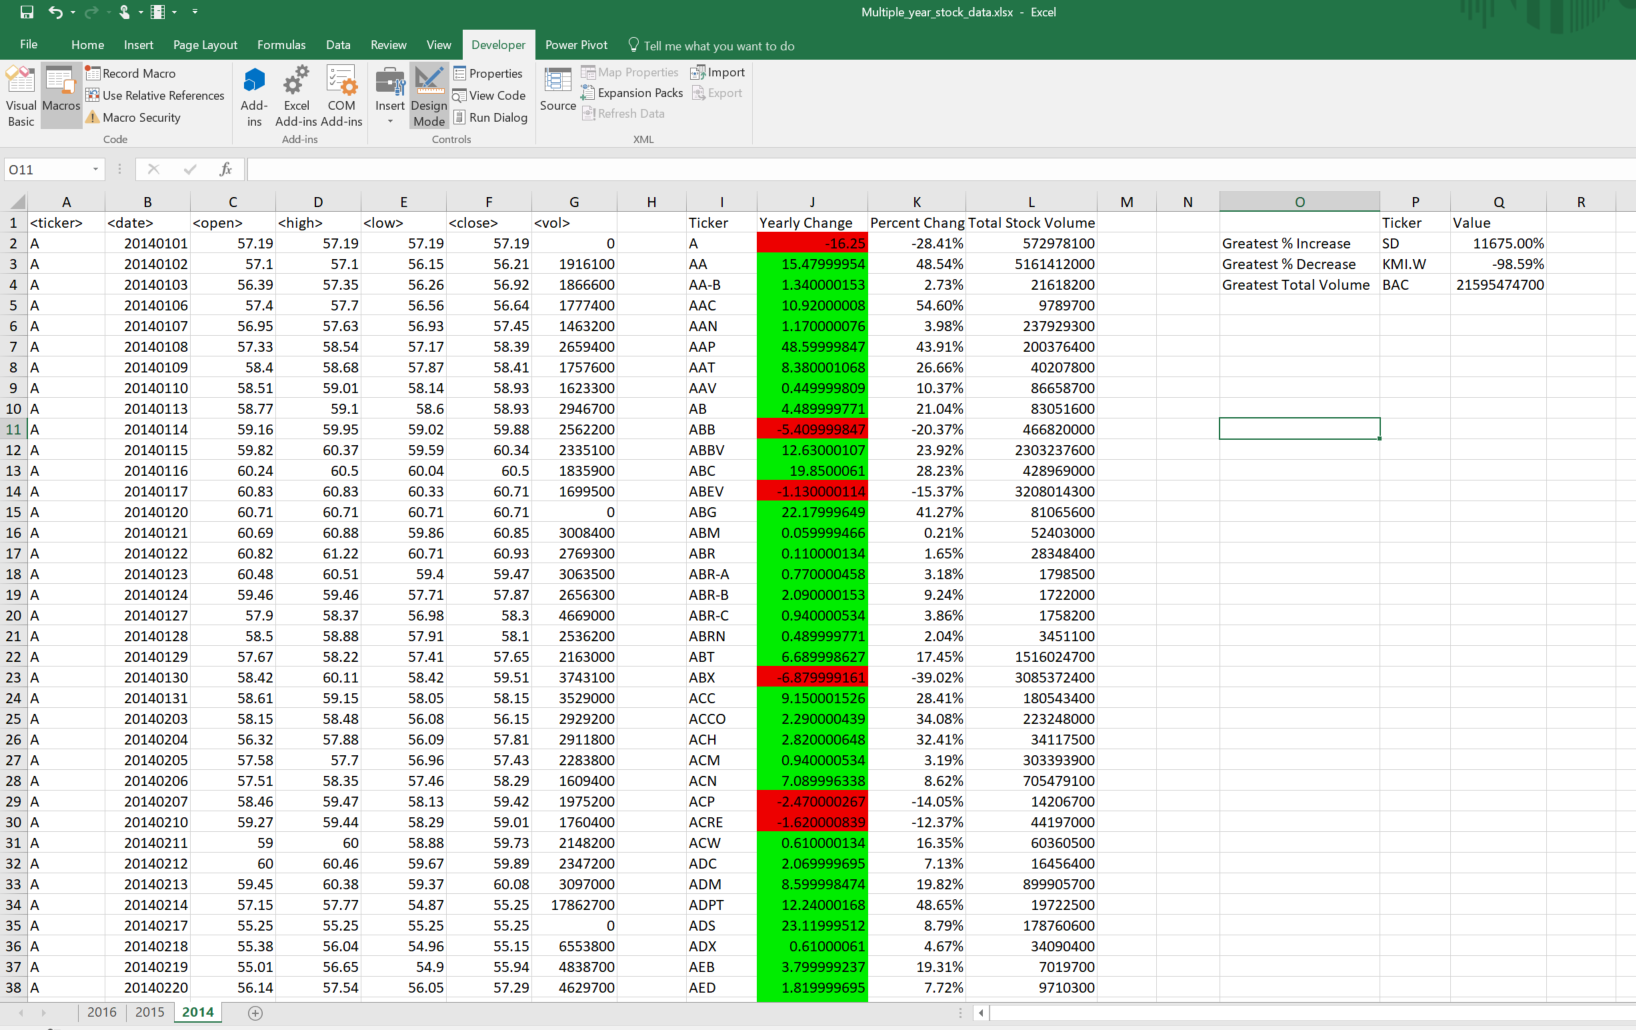 Multiple_year_stock_data.xlsx - Excel
File Home Insert Page Layout Formulas Data Review View Developer Power Pivot Tell me what you want to do
Visual Basic
Macros
Record Macro
Use Relative References
Macro Security
Code
Add-ins
Excel Add-ins
COM Add-ins
Add-ins
Insert
Design Mode
Properties
View Code
Run Dialog
Controls
Source
Map Properties
Expansion Packs
Refresh Data
Import
Export
XML
O11 fx
A B C D E F G H I J K L M N O P Q R
1 <ticker> <date> <open> <high> <low> <close> <vol> Ticker Yearly Change Percent Chang Total Stock Volume Ticker Value
2 A 20140101 57.19 57.19 57.19 57.19 0 A -16.25 -28.41% 572978100 Greatest % Increase SD 11675.00%
3 A 20140102 57.1 57.1 56.15 56.21 1916100 AA 15.47999954 48.54% 5161412000 Greatest % Decrease KMI.W -98.59%
4 A 20140103 56.39 57.35 56.26 56.92 1866600 AA-B 1.340000153 2.73% 21618200 Greatest Total Volume BAC 21595474700
5 A 20140106 57.4 57.7 56.56 56.64 1777400 AAC 10.92000008 54.60% 9789700
6 A 20140107 56.95 57.63 56.93 57.45 1463200 AAN 1.170000076 3.98% 237929300
7 A 20140108 57.33 58.54 57.17 58.39 2659400 AAP 48.59999847 43.91% 200376400
8 A 20140109 58.4 58.68 57.87 58.41 1757600 AAT 8.380001068 26.66% 40207800
9 A 20140110 58.51 59.01 58.14 58.93 1623300 AAV 0.449999809 10.37% 86658700
10 A 20140113 58.77 59.1 58.6 58.93 2946700 AB 4.489999771 21.04% 83051600
11 A 20140114 59.16 59.95 59.02 59.88 2562200 ABB -5.409999847 -20.37% 466820000
12 A 20140115 59.82 60.37 59.59 60.34 2335100 ABBV 12.63000107 23.92% 2303237600
13 A 20140116 60.24 60.5 60.04 60.5 1835900 ABC 19.8500061 28.23% 428969000
14 A 20140117 60.83 60.83 60.33 60.71 1699500 ABEV -1.130000114 -15.37% 3208014300
15 A 20140120 60.71 60.71 60.71 60.71 0 ABG 22.17999649 41.27% 81065600
16 A 20140121 60.69 60.88 59.86 60.85 3008400 ABM 0.059999466 0.21% 52403000
17 A 20140122 60.82 61.22 60.71 60.93 2769300 ABR 0.110000134 1.65% 28348400
18 A 20140123 60.48 60.51 59.4 59.47 3063500 ABR-A 0.770000458 3.18% 1798500
19 A 20140124 59.46 59.46 57.71 57.87 2656300 ABR-B 2.090000153 9.24% 1722000
20 A 20140127 57.9 58.37 56.98 58.3 4669000 ABR-C 0.940000534 3.86% 1758200
21 A 20140128 58.5 58.88 57.91 58.1 2536200 ABRN 0.489999771 2.04% 3451100
22 A 20140129 57.67 58.22 57.41 57.65 2163000 ABT 6.689998627 17.45% 1516024700
23 A 20140130 58.42 60.11 58.42 59.51 3743100 ABX -6.879999161 -39.02% 3085372400
24 A 20140131 58.61 59.15 58.05 58.15 3529000 ACC 9.150001526 28.41% 180543400
25 A 20140203 58.15 58.48 56.08 56.15 2929200 ACCO 2.290000439 34.08% 223248000
26 A 20140204 56.32 57.88 56.09 57.81 2911800 ACH 2.820000648 32.41% 34117500
27 A 20140205 57.58 57.7 56.96 57.43 2283800 ACM 0.940000534 3.19% 303393900
28 A 20140206 57.51 58.35 57.46 58.29 1609400 ACN 7.089996338 8.62% 705479100
29 A 20140207 58.46 59.47 58.13 59.42 1975200 ACP -2.470000267 -14.05% 14206700
30 A 20140210 59.27 59.44 58.29 59.01 1760400 ACRE -1.620000839 -12.37% 44197000
31 A 20140211 59 60 58.88 59.73 2148200 ACW 0.610000134 16.35% 60360500
32 A 20140212 60 60.46 59.67 59.89 2347200 ADC 2.069999695 7.13% 16456400
33 A 20140213 59.45 60.38 59.37 60.08 3097000 ADM 8.599998474 19.82% 899905700
34 A 20140214 57.15 57.77 54.87 55.25 17862700 ADPT 12.24000168 48.65% 19722500
35 A 20140217 55.25 55.25 55.25 55.25 0 ADS 23.11999512 8.79% 178760600
36 A 20140218 55.38 56.04 54.96 55.15 6553800 ADX 0.61000061 4.67% 34090400
37 A 20140219 55.01 56.65 54.9 55.94 4838700 AEB 3.799999237 19.31% 7019700
38 A 20140220 56.14 57.54 56.05 57.29 4629700 AED 1.819999695 7.72% 9710300
2016 2015 2014